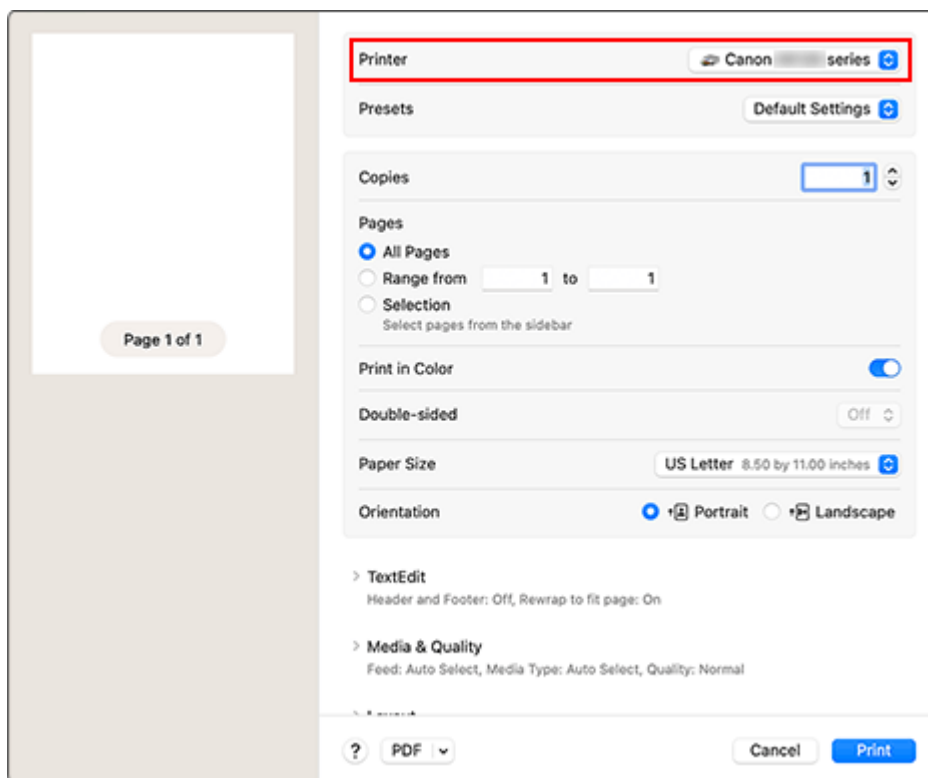 Printer Canon series
Presets Default Settings
Copies 1
Pages
All Pages
Range from 1 to 1
Selection
Select pages from the sidebar
Page 1 of 1
Print in Color
Double-sided Off
Paper Size US Letter 8.50 by 11.00 inches
Orientation Portrait Landscape
TextEdit
Header and Footer: Off, Rewrap to fit page: On
Media & Quality
Feed: Auto Select, Media Type: Auto Select, Quality: Normal
? PDF Cancel Print